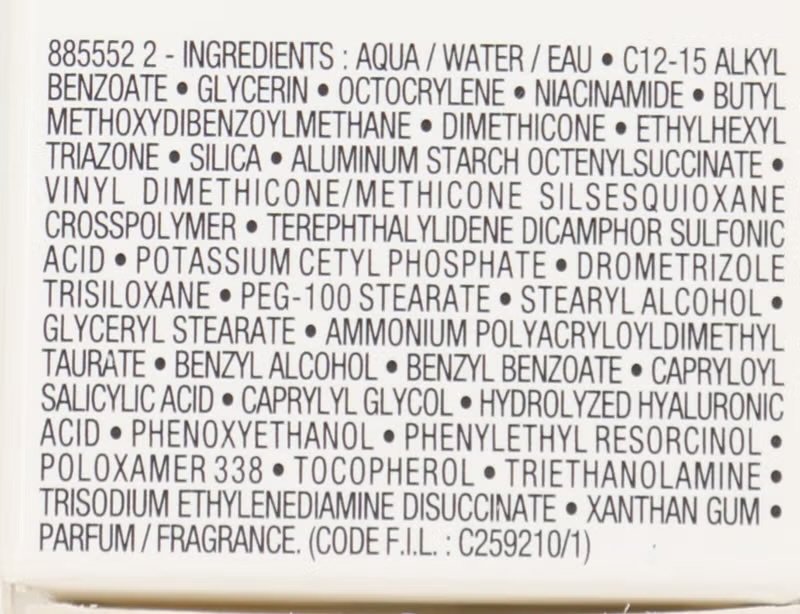 885552 2 - INGREDIENTS : AQUA / WATER / EAU • C12-15 ALKYL
BENZOATE • GLYCERIN • OCTOCRYLENE • NIACINAMIDE • BUTYL
METHOXYDIBENZOYLMETHANE • DIMETHICONE • ETHYLHEXYL
TRIAZONE • SILICA • ALUMINUM STARCH OCTENYLSUCCINATE •
VINYL DIMETHICONE/METHICONE SILSESQUIOXANE
CROSSPOLYMER • TEREPHTHALYLIDENE DICAMPHOR SULFONIC
ACID • POTASSIUM CETYL PHOSPHATE • DROMETRIZOLE
TRISILOXANE • PEG-100 STEARATE • STEARYL ALCOHOL •
GLYCERYL STEARATE • AMMONIUM POLYACRYLOYLDIMETHYL
TAURATE • BENZYL ALCOHOL • BENZYL BENZOATE • CAPRYLOYL
SALICYLIC ACID • CAPRYLYL GLYCOL • HYDROLYZED HYALURONIC
ACID • PHENOXYETHANOL • PHENYLETHYL RESORCINOL •
POLOXAMER 338 • TOCOPHEROL • TRIETHANOLAMINE •
TRISODIUM ETHYLENEDIAMINE DISUCCINATE • XANTHAN GUM •
PARFUM / FRAGRANCE. (CODE F.I.L. : C259210/1)